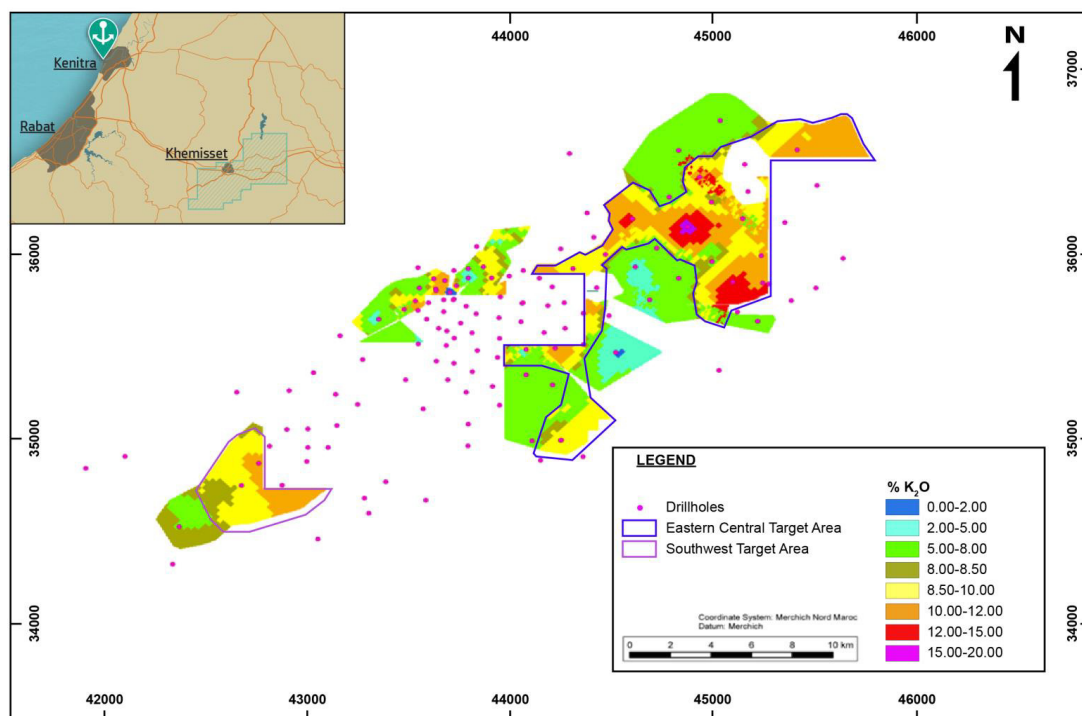 44000 45000 46000
Kenitra
Rabat
Khemisset
N
37000
36000
36000
35000
35000
34000
34000
LEGEND
Drillholes
Eastern Central Target Area
Southwest Target Area
% K₂O
0.00-2.00
2.00-5.00
5.00-8.00
8.00-8.50
8.50-10.00
10.00-12.00
12.00-15.00
15.00-20.00
Coordinate System: Merchich Nord Maroc
Datum: Merchich
0 2 4 6 8 10 km
42000 43000 44000 45000 46000